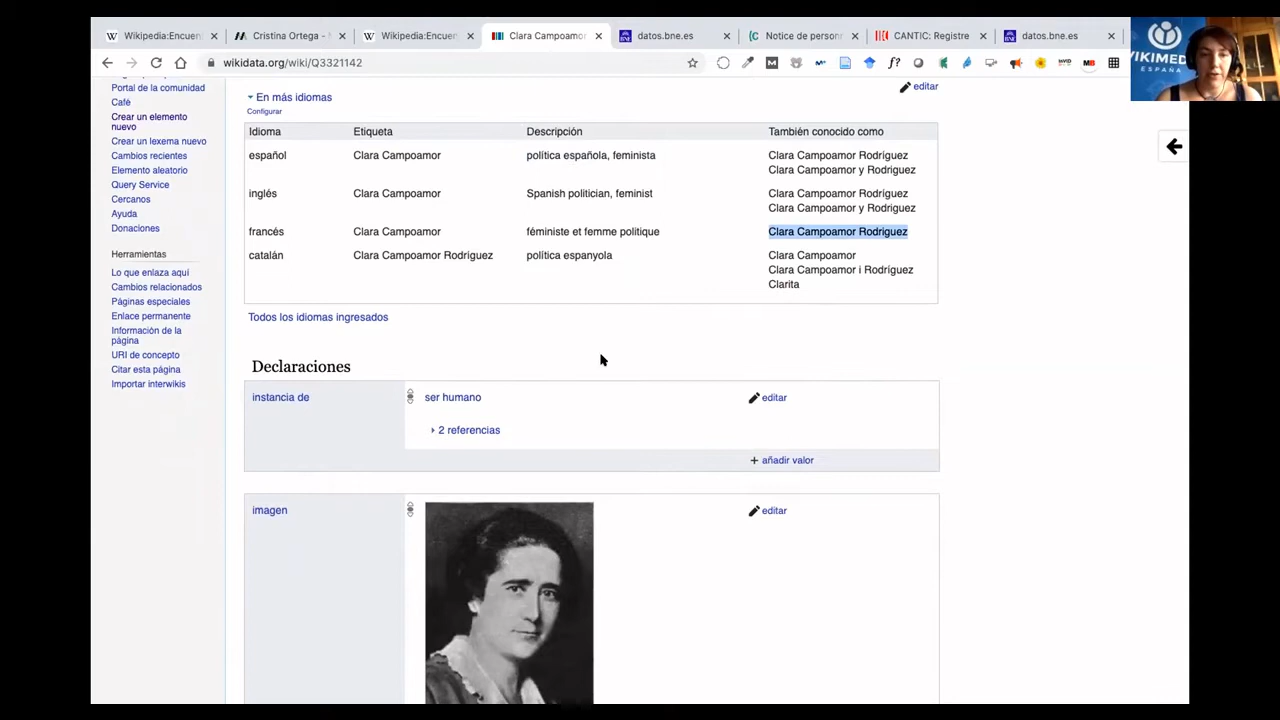 Wikipedia:Encuen
Cristina Ortega -
Wikipedia:Encuen
Clara Campoamor
datos.bne.es
Notice de personn
CANTIC: Registre
datos.bne.es
wikidata.org/wiki/Q3321142
WIKIMEDIA
ESPAÑA
Portal de la comunidad
Café
Crear un elemento
nuevo
Crear un lexema nuevo
Cambios recientes
Elemento aleatorio
Query Service
Cercanos
Ayuda
Donaciones
Herramientas
Lo que enlaza aquí
Cambios relacionados
Páginas especiales
Enlace permanente
Información de la
página
URI de concepto
Citar esta página
Importar interwikis
En más idiomas
editar
Configurar
Idioma Etiqueta Descripción También conocido como
español Clara Campoamor política española, feminista Clara Campoamor Rodríguez
Clara Campoamor y Rodriguez
inglés Clara Campoamor Spanish politician, feminist Clara Campoamor Rodríguez
Clara Campoamor y Rodriguez
francés Clara Campoamor féministe et femme politique Clara Campoamor Rodriguez
catalán Clara Campoamor Rodríguez política espanyola Clara Campoamor
Clara Campoamor i Rodríguez
Clarita
Todos los idiomas ingresados
Declaraciones
instancia de ser humano editar
2 referencias
+ añadir valor
imagen editar